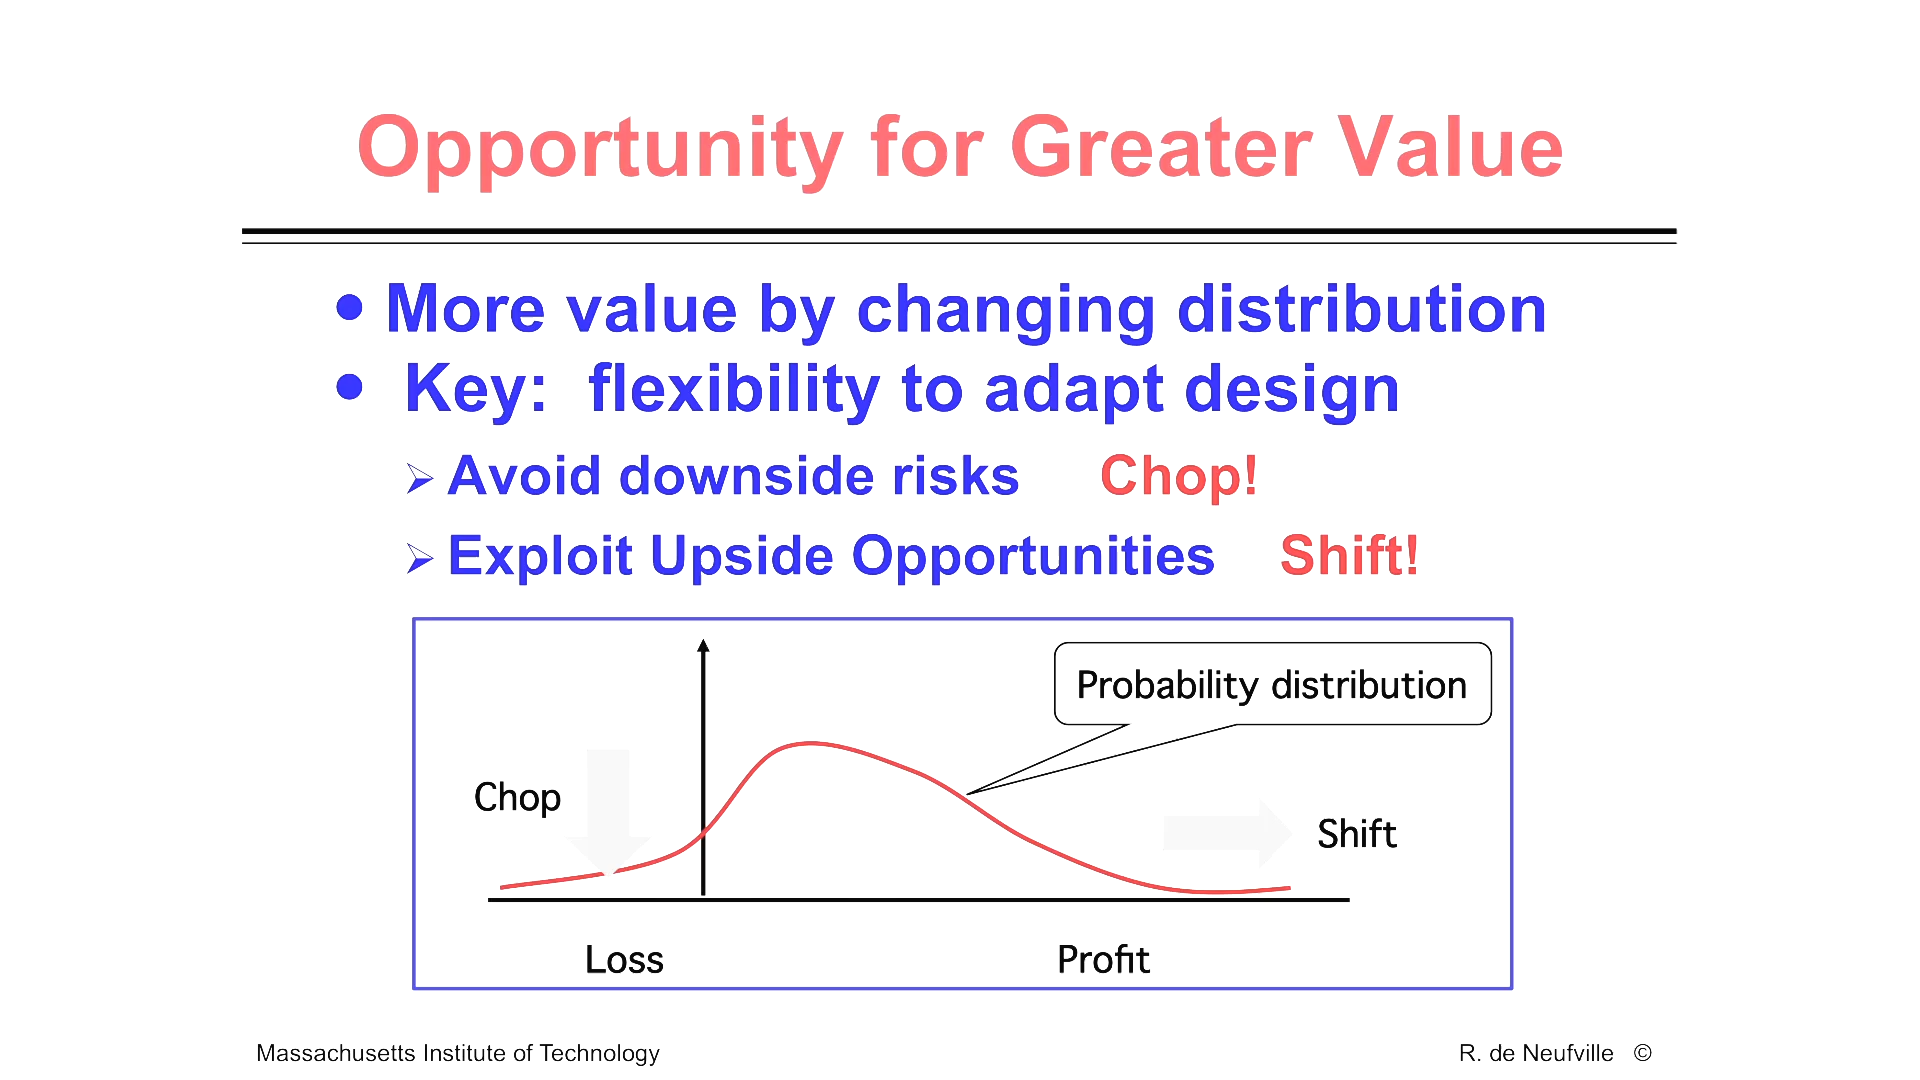 Opportunity for Greater Value
• More value by changing distribution
• Key: flexibility to adapt design
➢ Avoid downside risks Chop!
➢ Exploit Upside Opportunities Shift!
Probability distribution
Chop
Shift
Loss Profit
Massachusetts Institute of Technology R. de Neufville ©